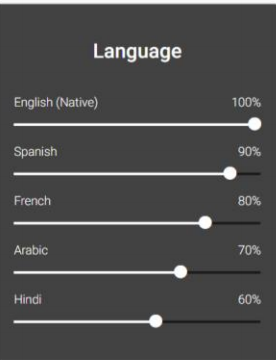 Language
English (Native) 100%
Spanish 90%
French 80%
Arabic 70%
Hindi 60%